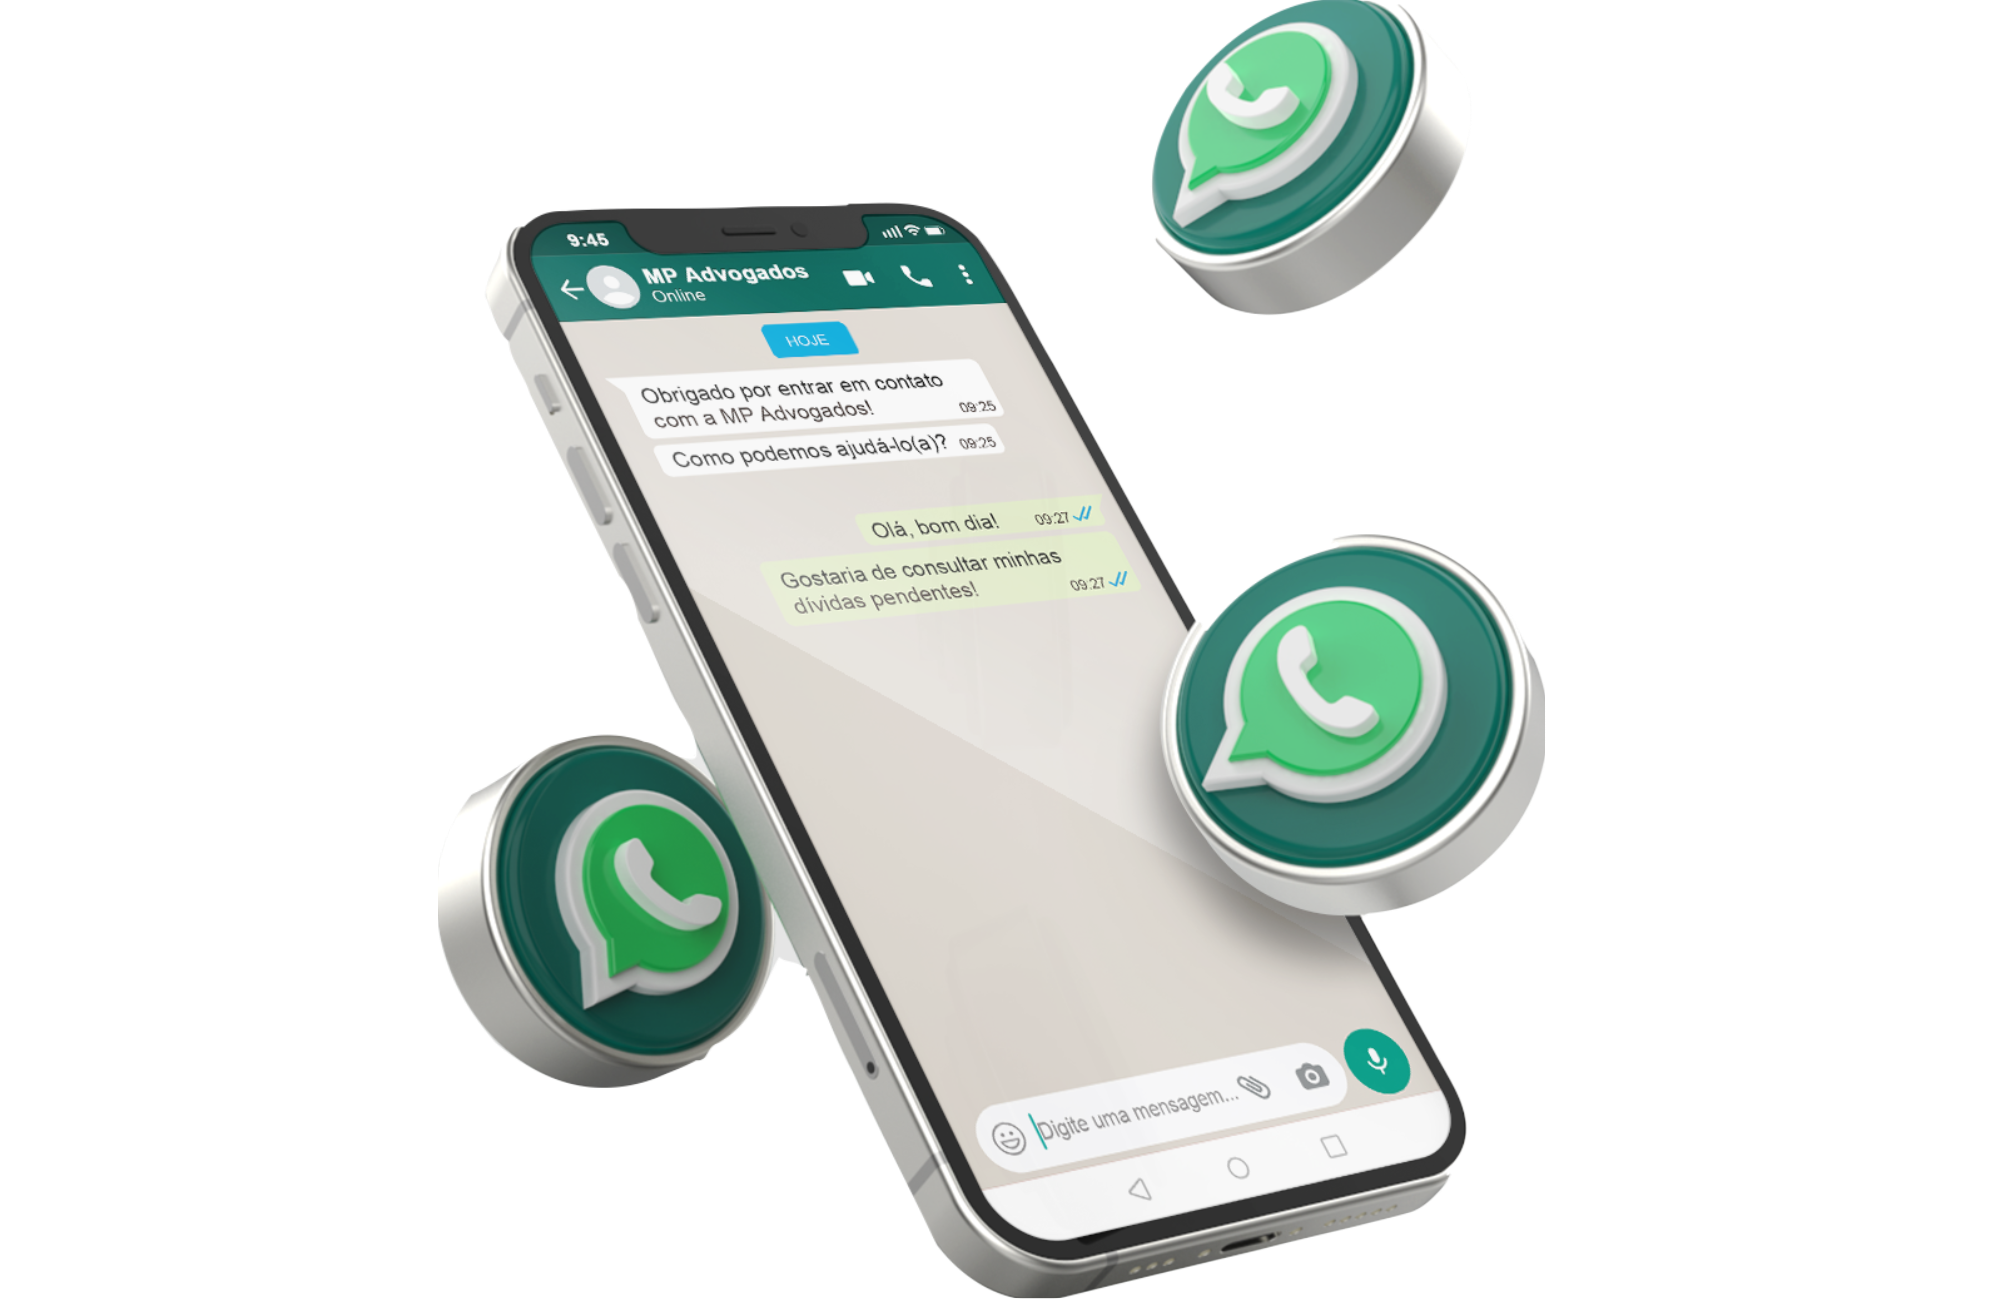 9:45
MP Advogados
Online
HOJE
Obrigado por entrar em contato
com a MP Advogados!
09:25
Como podemos ajudá-lo(a)? 09:25
Olá, bom dia! 09:27
Gostaria de consultar minhas
dívidas pendentes!
09:27
Digite uma mensagem...